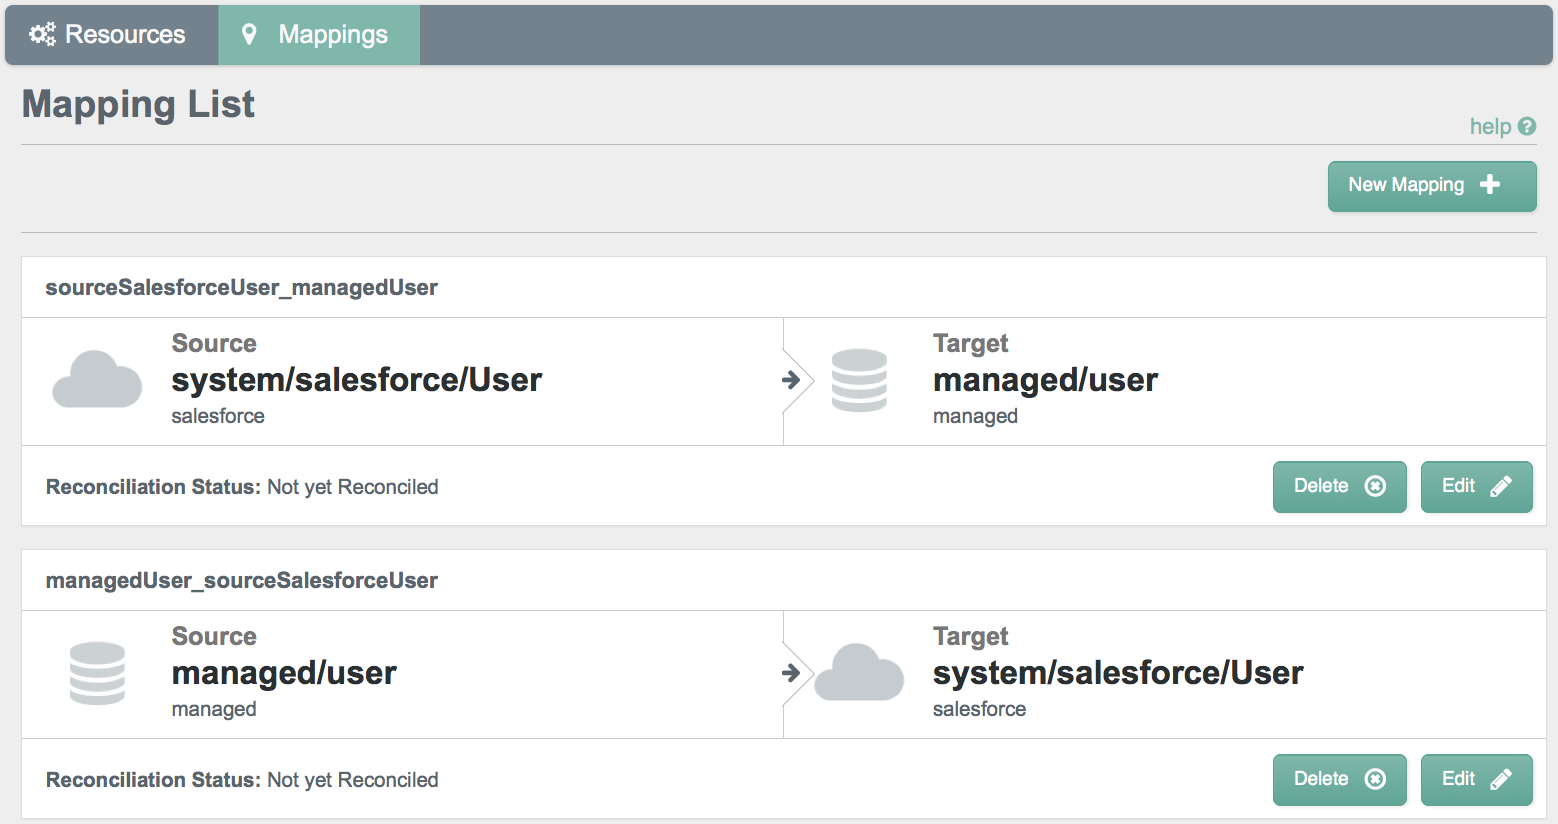 Resources Mappings
Mapping List
help
New Mapping
sourceSalesforceUser_managedUser
Source
system/salesforce/User
salesforce
Target
managed/user
managed
Reconciliation Status: Not yet Reconciled
Delete Edit
managedUser_sourceSalesforceUser
Source
managed/user
managed
Target
system/salesforce/User
salesforce
Reconciliation Status: Not yet Reconciled
Delete Edit